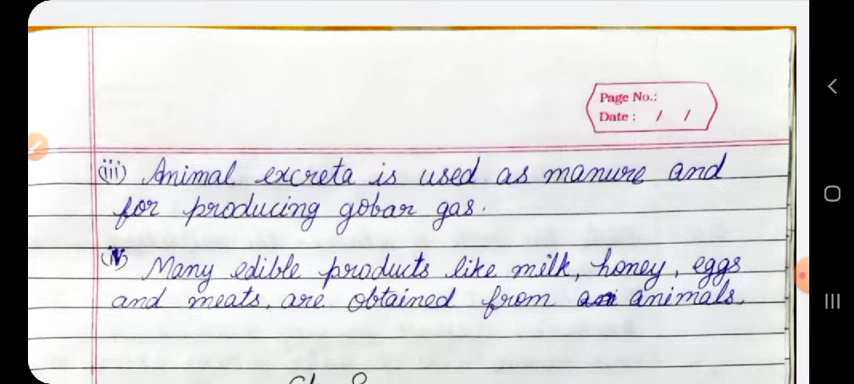 Page No.:
Date : / /
(iii) Animal excreta is used as manure and
for producing gobar gas.
(iv) Many edible products like milk, honey, eggs
and meats, are obtained from animals.